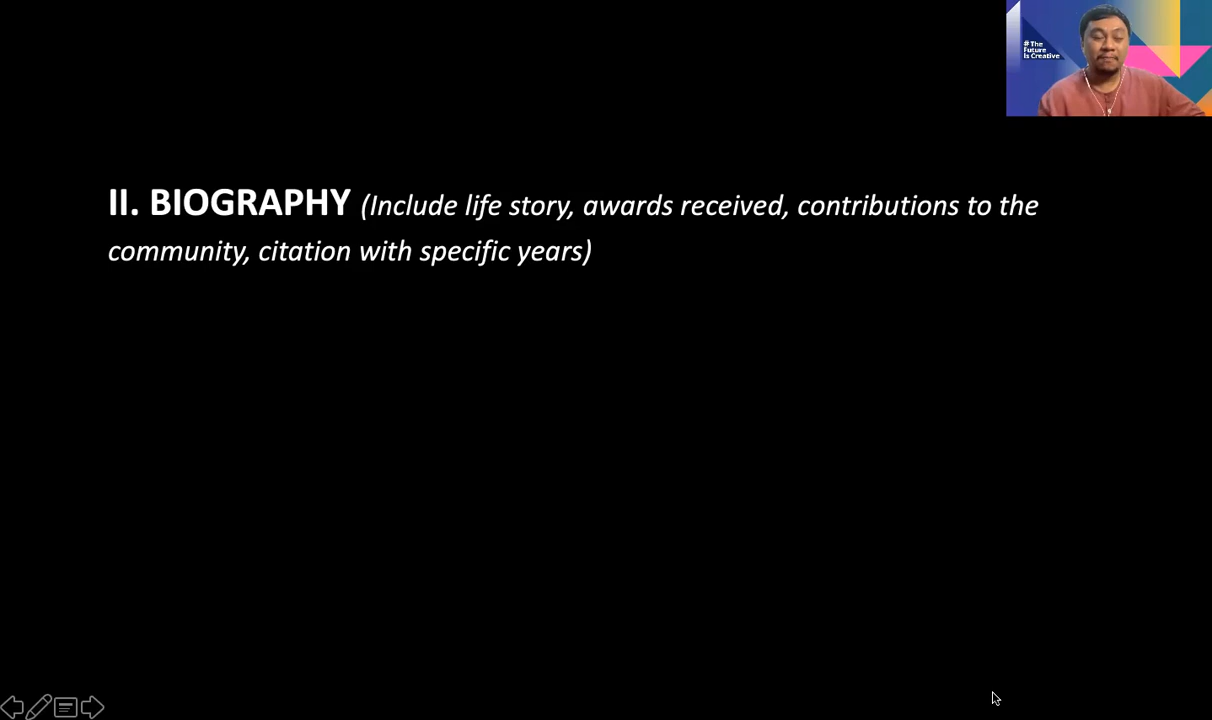 # The
Future
Is Creative
II. BIOGRAPHY (Include life story, awards received, contributions to the
community, citation with specific years)